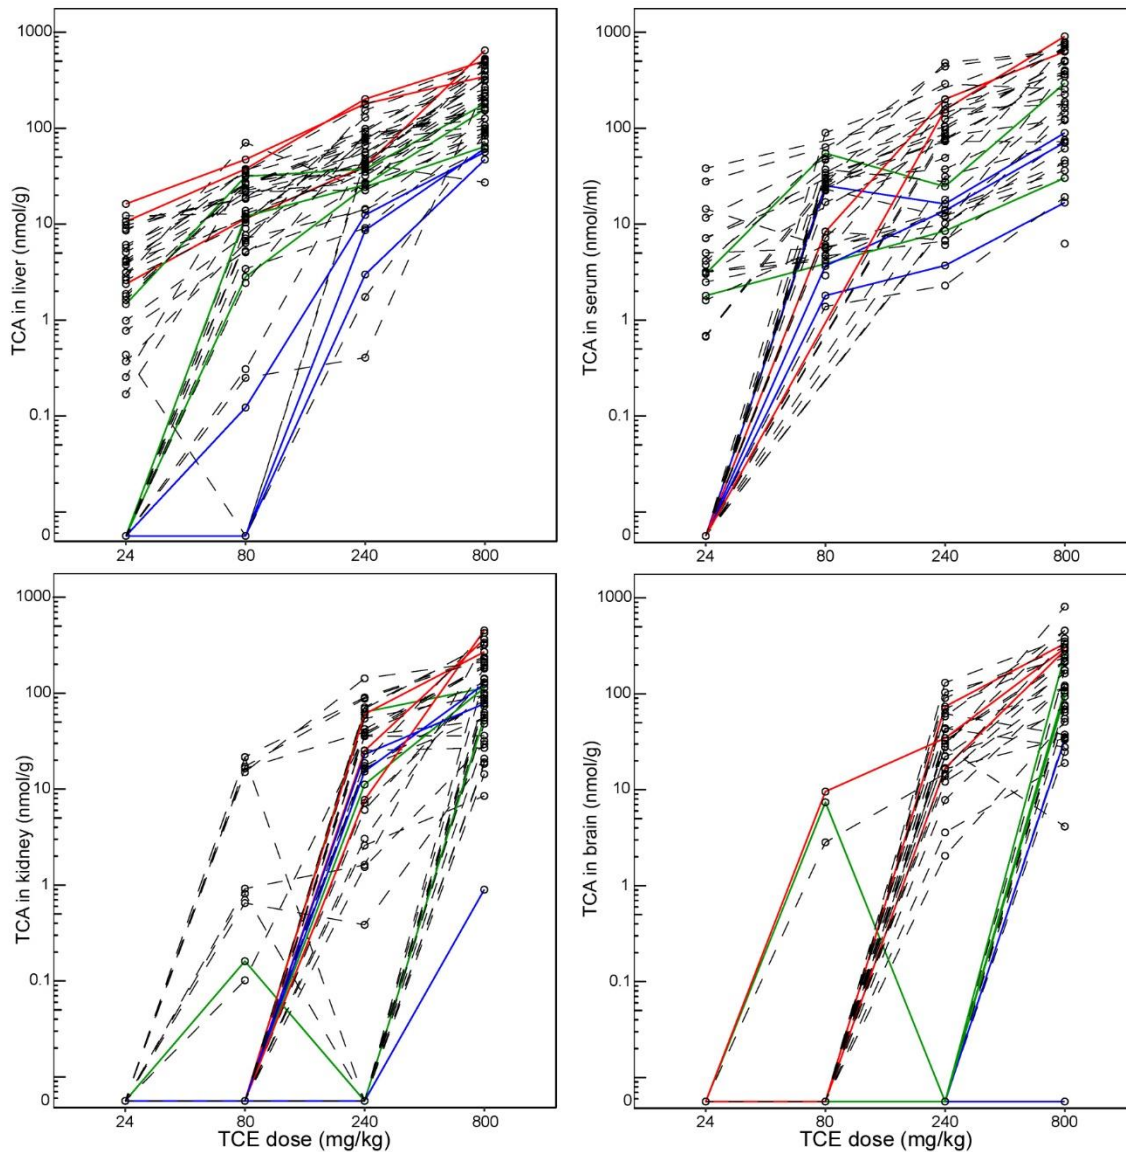 TCA in liver (nmol/g)
1000
100
10
1
0.1
0
24 80 240 800
TCA in serum (nmol/ml)
1000
100
10
1
0.1
0
24 80 240 800
TCA in kidney (nmol/g)
1000
100
10
1
0.1
0
24 80 240 800
TCE dose (mg/kg)
TCA in brain (nmol/g)
1000
100
10
1
0.1
0
24 80 240 800
TCE dose (mg/kg)